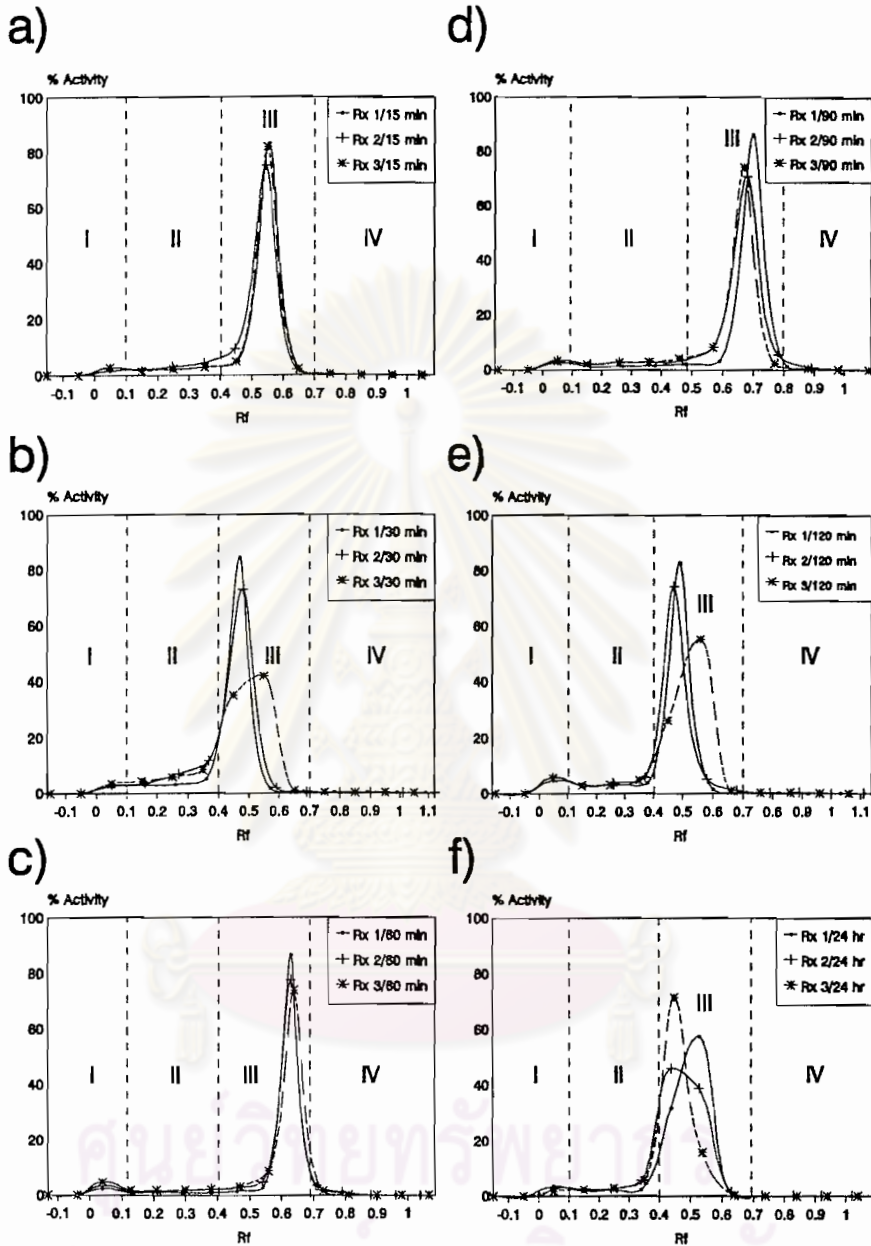 a)
% Activity
100
80
60
40
20
0
-0.1 0 0.1 0.2 0.3 0.4 0.5 0.6 0.7 0.8 0.9 1
Rf
I
II
III
IV
Rx 1/15 min
Rx 2/15 min
Rx 3/15 min
b)
% Activity
100
80
60
40
20
0
-0.1 0 0.1 0.2 0.3 0.4 0.5 0.6 0.7 0.8 0.9 1 1.1
Rf
I
II
III
IV
Rx 1/30 min
Rx 2/30 min
Rx 3/30 min
c)
% Activity
100
80
60
40
20
0
-0.1 0 0.1 0.2 0.3 0.4 0.5 0.6 0.7 0.8 0.9 1
Rf
I
II
III
IV
Rx 1/60 min
Rx 2/60 min
Rx 3/60 min
d)
% Activity
100
80
60
40
20
0
-0.1 0 0.1 0.2 0.3 0.4 0.5 0.6 0.7 0.8 0.9 1
Rf
I
II
III
IV
Rx 1/90 min
Rx 2/90 min
Rx 3/90 min
e)
% Activity
100
80
60
40
20
0
-0.1 0 0.1 0.2 0.3 0.4 0.5 0.6 0.7 0.8 0.9 1 1.1
Rf
I
II
III
IV
Rx 1/120 min
Rx 2/120 min
Rx 3/120 min
f)
% Activity
100
80
60
40
20
0
-0.1 0 0.1 0.2 0.3 0.4 0.5 0.6 0.7 0.8 0.9 1
Rf
I
II
III
IV
Rx 1/24 hr
Rx 2/24 hr
Rx 3/24 hr
ศูนย์วิทยทรัพยากร